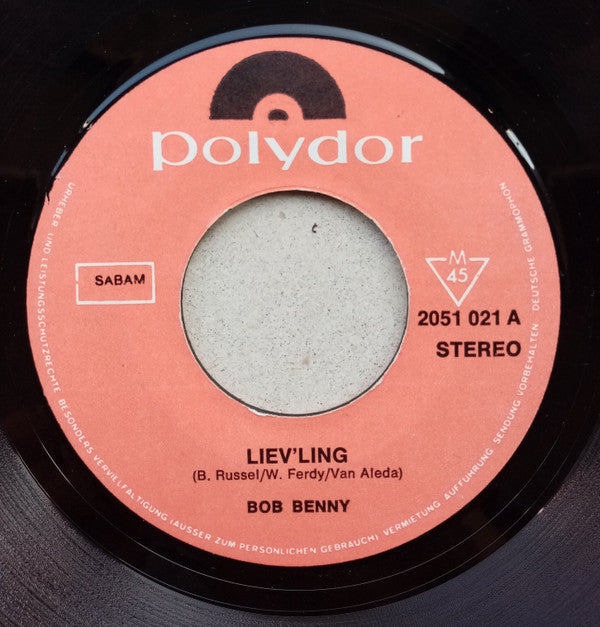 polydor
SABAM
M
45
2051 021 A
STEREO
LIEV'LING
(B. Russel/W. Ferdy/Van Aleda)
BOB BENNY
URHEBER UND LEISTUNGSSCHUTZRECHTE BESONDERS VERVIELFÄLTIGUNG (AUSSER ZUM PERSÖNLICHEN GEBRAUCH) VERMIETUNG AUFFÜHRUNG SENDUNG VORBEHALTEN DEUTSCHE GRAMMOPHON